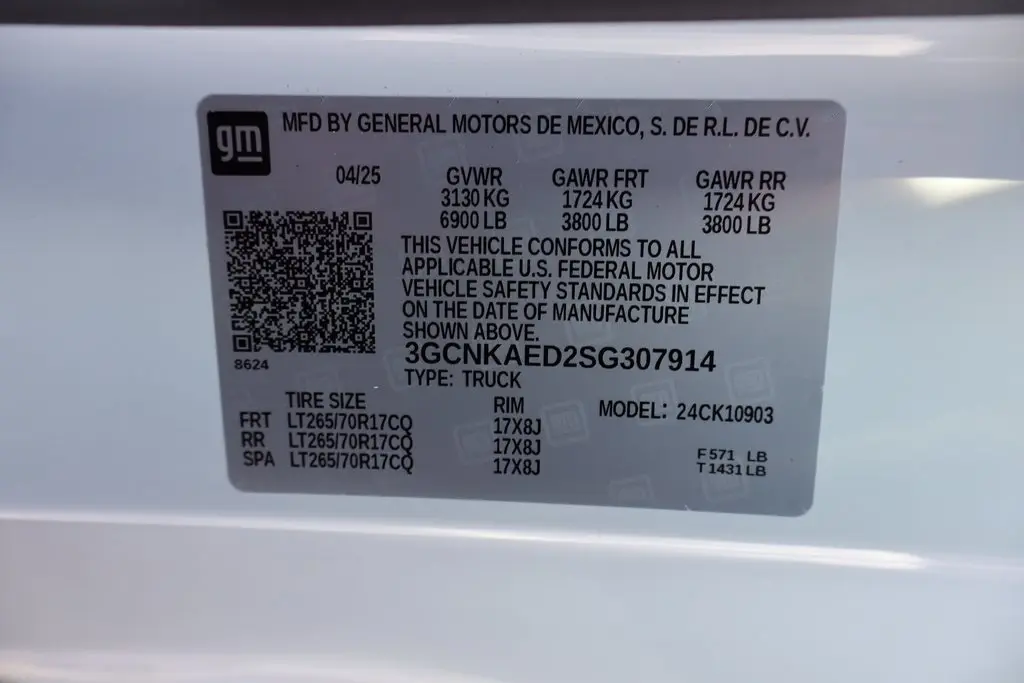 gm MFD BY GENERAL MOTORS DE MEXICO, S. DE R.L. DE C.V.
04/25 GVWR GAWR FRT GAWR RR
3130 KG 1724 KG 1724 KG
6900 LB 3800 LB 3800 LB
THIS VEHICLE CONFORMS TO ALL
APPLICABLE U.S. FEDERAL MOTOR
VEHICLE SAFETY STANDARDS IN EFFECT
ON THE DATE OF MANUFACTURE
SHOWN ABOVE.
8624
3GCNKAED2SG307914
TYPE: TRUCK
TIRE SIZE RIM MODEL: 24CK10903
FRT LT265/70R17CQ 17X8J
RR LT265/70R17CQ 17X8J
SPA LT265/70R17CQ 17X8J
F 571 LB
T 1431 LB